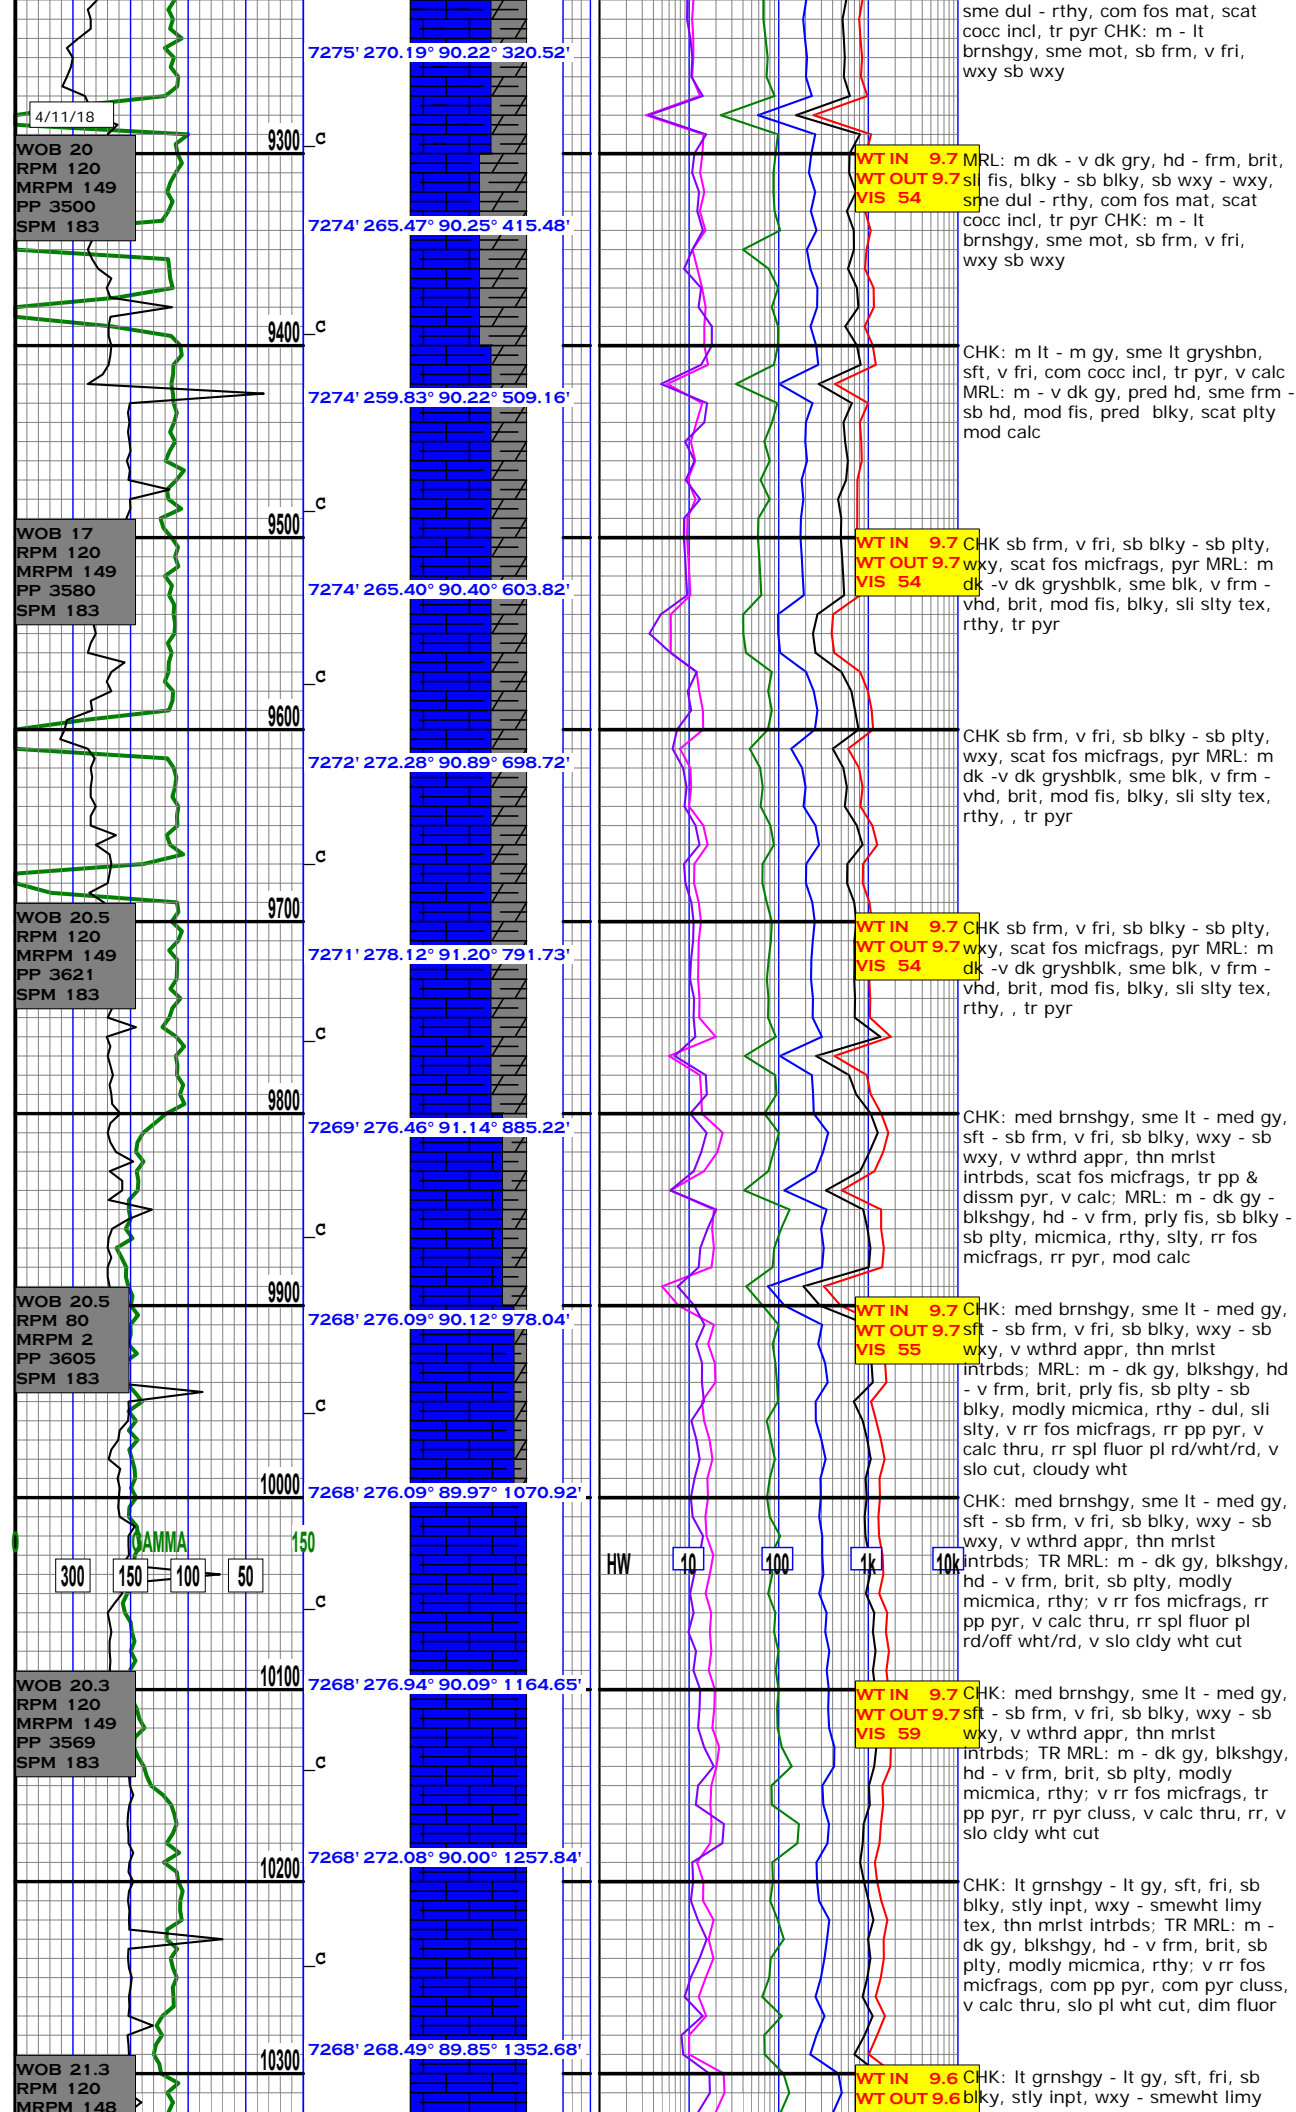 sme dul - rthy, com fos mat, scat
cocc incl, tr pyr CHK: m - lt
brnshgy, sme mot, sb frm, v fri,
wxy sb wxy
7275' 270.19° 90.22° 320.52'
4/11/18
9300
C
WOB 20
RPM 120
MRPM 149
PP 3500
SPM 183
WT IN 9.7
WT OUT 9.7
VIS 54
MRL: m dk - v dk gry, hd - frm, brit,
sli fis, blky - sb blky, sb wxy - wxy,
sme dul - rthy, com fos mat, scat
cocc incl, tr pyr CHK: m - lt
brnshgy, sme mot, sb frm, v fri,
wxy sb wxy
7274' 265.47° 90.25° 415.48'
9400
C
CHK: m lt - m gy, sme lt gryshbn,
sft, v fri, com cocc incl, tr pyr, v calc
MRL: m - v dk gy, pred hd, sme frm -
sb hd, mod fis, pred blky, scat plty
mod calc
7274' 259.83° 90.22° 509.16'
9500
C
WOB 17
RPM 120
MRPM 149
PP 3580
SPM 183
WT IN 9.7
WT OUT 9.7
VIS 54
CHK sb frm, v fri, sb blky - sb plty,
wxy, scat fos micfrags, pyr MRL: m
dk -v dk gryshblk, sme blk, v frm -
vhd, brit, mod fis, blky, sli slty tex,
rthy, tr pyr
7274' 265.40° 90.40° 603.82'
C
9600
CHK sb frm, v fri, sb blky - sb plty,
wxy, scat fos micfrags, pyr MRL: m
dk -v dk gryshblk, sme blk, v frm -
vhd, brit, mod fis, blky, sli slty tex,
rthy, , tr pyr
7272' 272.28° 90.89° 698.72'
C
9700
WOB 20.5
RPM 120
MRPM 149
PP 3621
SPM 183
WT IN 9.7
WT OUT 9.7
VIS 54
CHK sb frm, v fri, sb blky - sb plty,
wxy, scat fos micfrags, pyr MRL: m
dk -v dk gryshblk, sme blk, v frm -
vhd, brit, mod fis, blky, sli slty tex,
rthy, , tr pyr
7271' 278.12° 91.20° 791.73'
C
9800
CHK: med brnshgy, sme lt - med gy,
sft - sb frm, v fri, sb blky, wxy - sb
wxy, v wthrd appr, thn mrlst
intrbds, scat fos micfrags, tr pp &
dissm pyr, v calc; MRL: m - dk gy -
blkshgy, hd - v frm, prly fis, sb blky -
sb plty, micmica, rthy, slty, rr fos
micfrags, rr pyr, mod calc
7269' 276.46° 91.14° 885.22'
C
9900
WOB 20.5
RPM 80
MRPM 2
PP 3605
SPM 183
WT IN 9.7
WT OUT 9.7
VIS 55
CHK: med brnshgy, sme lt - med gy,
sft - sb frm, v fri, sb blky, wxy - sb
wxy, v wthrd appr, thn mrlst
intrbds; MRL: m - dk gy, blkshgy, hd
- v frm, brit, prly fis, sb plty - sb
blky, modly micmica, rthy - dul, sli
slty, v rr fos micfrags, rr pp pyr, v
calc thru, rr spl fluor pl rd/wht/rd, v
slo cut, cloudy wht
7268' 276.09° 90.12° 978.04'
C
10000
7268' 276.09° 89.97° 1070.92'
CHK: med brnshgy, sme lt - med gy,
sft - sb frm, v fri, sb blky, wxy - sb
wxy, v wthrd appr, thn mrlst
intrbds; TR MRL: m - dk gy, blkshgy,
hd - v frm, brit, sb plty, modly
micmica, rthy; v rr fos micfrags, rr
pp pyr, v calc thru, rr spl fluor pl
rd/off wht/rd, v slo cldy wht cut
0 GAMMA 150
300 150 100 50
HW 10 100 1k 10k
C
10100
7268' 276.94° 90.09° 1164.65'
WOB 20.3
RPM 120
MRPM 149
PP 3569
SPM 183
WT IN 9.7
WT OUT 9.7
VIS 59
CHK: med brnshgy, sme lt - med gy,
sft - sb frm, v fri, sb blky, wxy - sb
wxy, v wthrd appr, thn mrlst
intrbds; TR MRL: m - dk gy, blkshgy,
hd - v frm, brit, sb plty, modly
micmica, rthy; v rr fos micfrags, tr
pp pyr, rr pyr cluss, v calc thru, rr, v
slo cldy wht cut
C
7268' 272.08° 90.00° 1257.84'
10200
CHK: lt grnshgy - lt gy, sft, fri, sb
blky, stly inpt, wxy - smewht limy
tex, thn mrlst intrbds; TR MRL: m -
dk gy, blkshgy, hd - v frm, brit, sb
plty, modly micmica, rthy; v rr fos
micfrags, com pp pyr, com pyr cluss,
v calc thru, slo pl wht cut, dim fluor
C
7268' 268.49° 89.85° 1352.68'
10300
WOB 21.3
RPM 120
MRPM 148
WT IN 9.6
WT OUT 9.6
CHK: lt grnshgy - lt gy, sft, fri, sb
blky, stly inpt, wxy - smewht limy